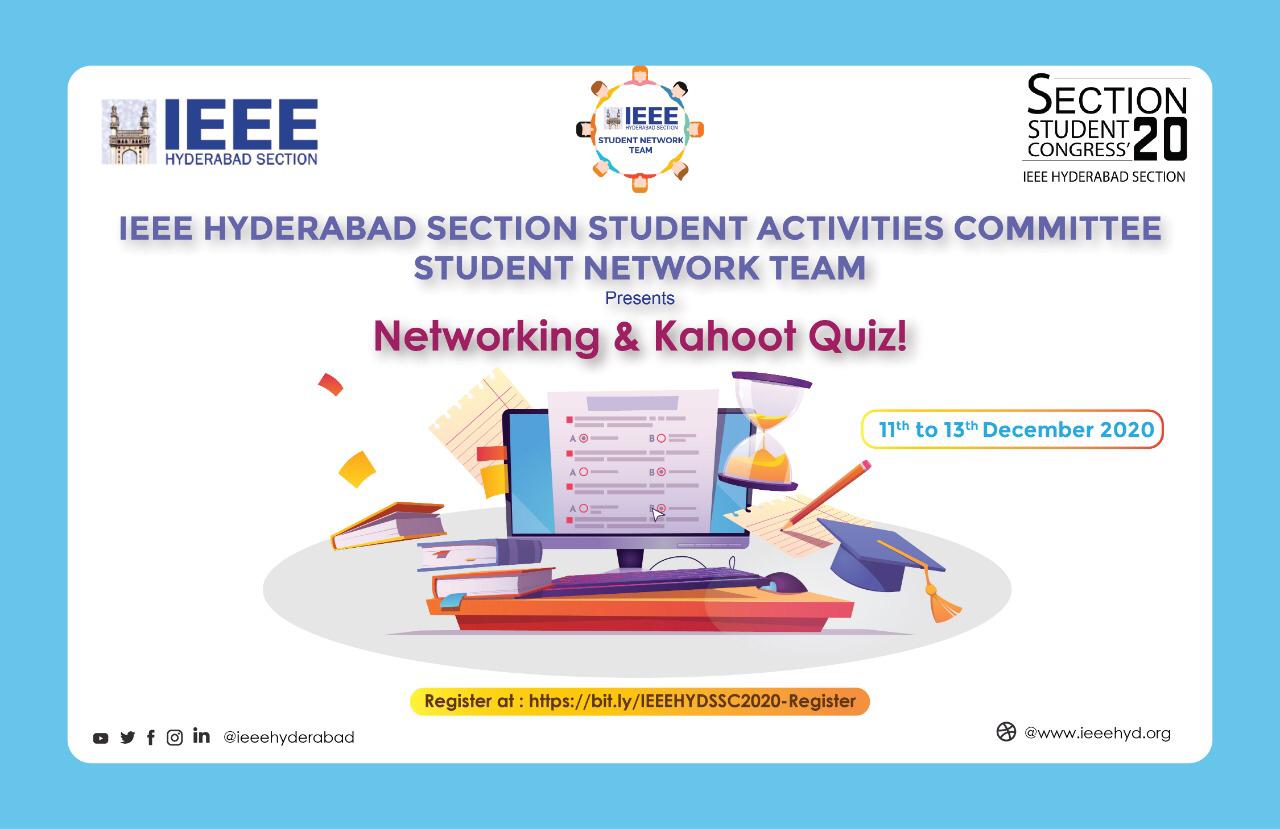 IEEE
HYDERABAD SECTION
IEEE
HYDERABAD SECTION
STUDENT NETWORK
TEAM
SECTION
STUDENT
CONGRESS'20
IEEE HYDERABAD SECTION
IEEE HYDERABAD SECTION STUDENT ACTIVITIES COMMITTEE
STUDENT NETWORK TEAM
Presents
Networking & Kahoot Quiz!
11th to 13th December 2020
A B
A B
A B
Register at : https://bit.ly/IEEEHYDSSC2020-Register
@ieeehyderabad
@www.ieeehyd.org